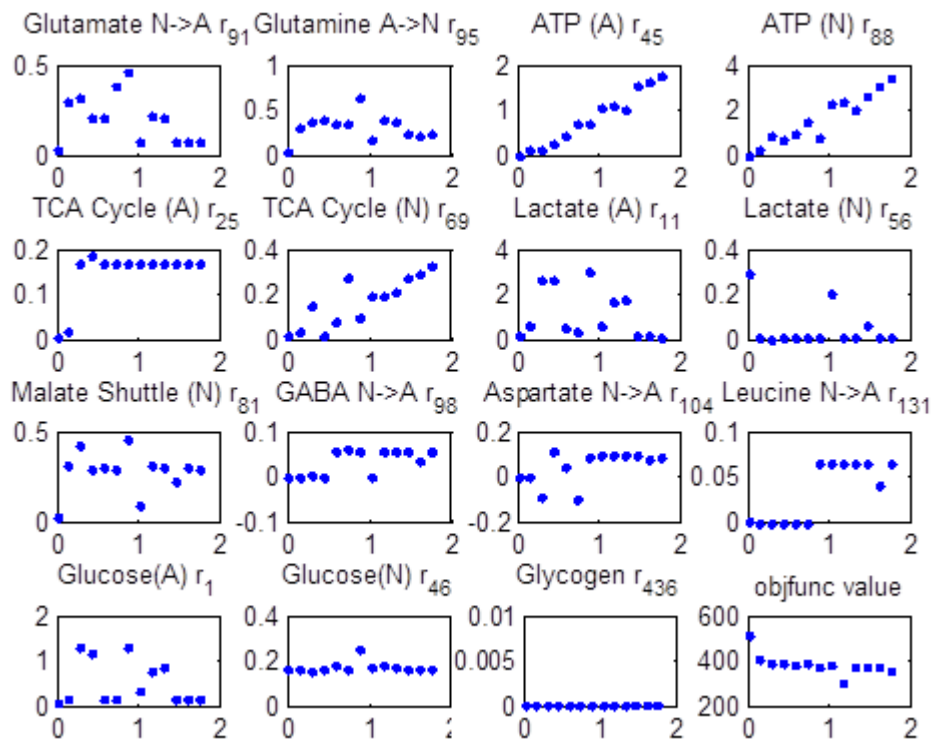 Glutamate N->A r91 Glutamine A->N r95 ATP (A) r45 ATP (N) r88
0.5 1 2 4
0.5 1 2
0 0 0 0
0 1 2 0 1 2 0 1 2 0 1 2
TCA Cycle (A) r25 TCA Cycle (N) r69 Lactate (A) r11 Lactate (N) r56
0.2 0.4 4 0.4
0.1 0.2 2 0.2
0 0 0 0
0 1 2 0 1 2 0 1 2 0 1 2
Malate Shuttle (N) r81 GABA N->A r98 Aspartate N->A r104 Leucine N->A r131
0.5 0.1 0.2 0.1
0 0 0.05
0 -0.1 -0.2 0
0 1 2 0 1 2 0 1 2 0 1 2
Glucose(A) r1 Glucose(N) r46 Glycogen r436 objfunc value
2 0.4 0.01 600
1 0.2 0.005 400
0 0 0 200
0 1 2 0 1 2 0 1 2 0 1 2